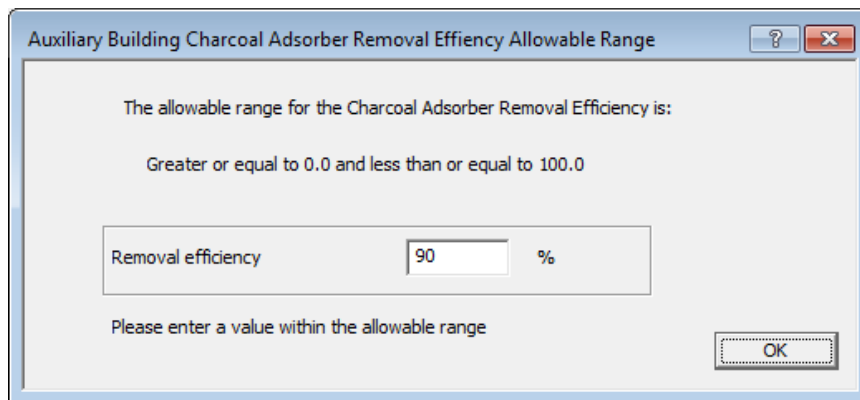 Auxiliary Building Charcoal Adsorber Removal Effiency Allowable Range
The allowable range for the Charcoal Adsorber Removal Efficiency is:
Greater or equal to 0.0 and less than or equal to 100.0
Removal efficiency 90 %
Please enter a value within the allowable range
OK